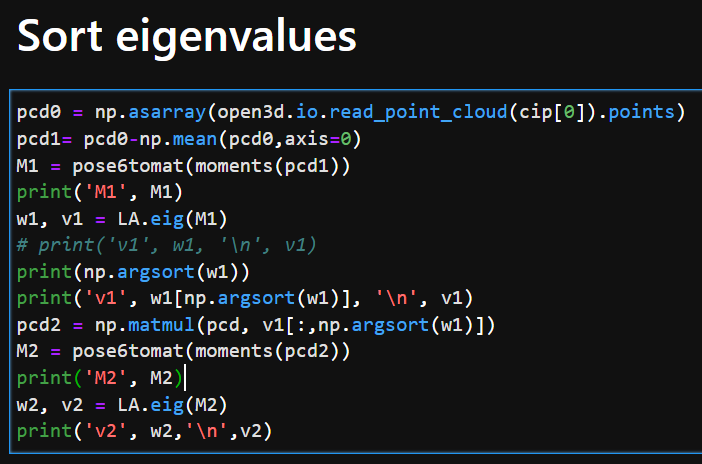 Sort eigenvalues
pcd0 = np.asarray(open3d.io.read_point_cloud(cip[0]).points)
pcd1= pcd0-np.mean(pcd0,axis=0)
M1 = pose6tomat(moments(pcd1))
print('M1', M1)
w1, v1 = LA.eig(M1)
# print('v1', w1, '\n', v1)
print(np.argsort(w1))
print('v1', w1[np.argsort(w1)], '\n', v1)
pcd2 = np.matmul(pcd, v1[:,np.argsort(w1)])
M2 = pose6tomat(moments(pcd2))
print('M2', M2)
w2, v2 = LA.eig(M2)
print('v2', w2,'\n',v2)